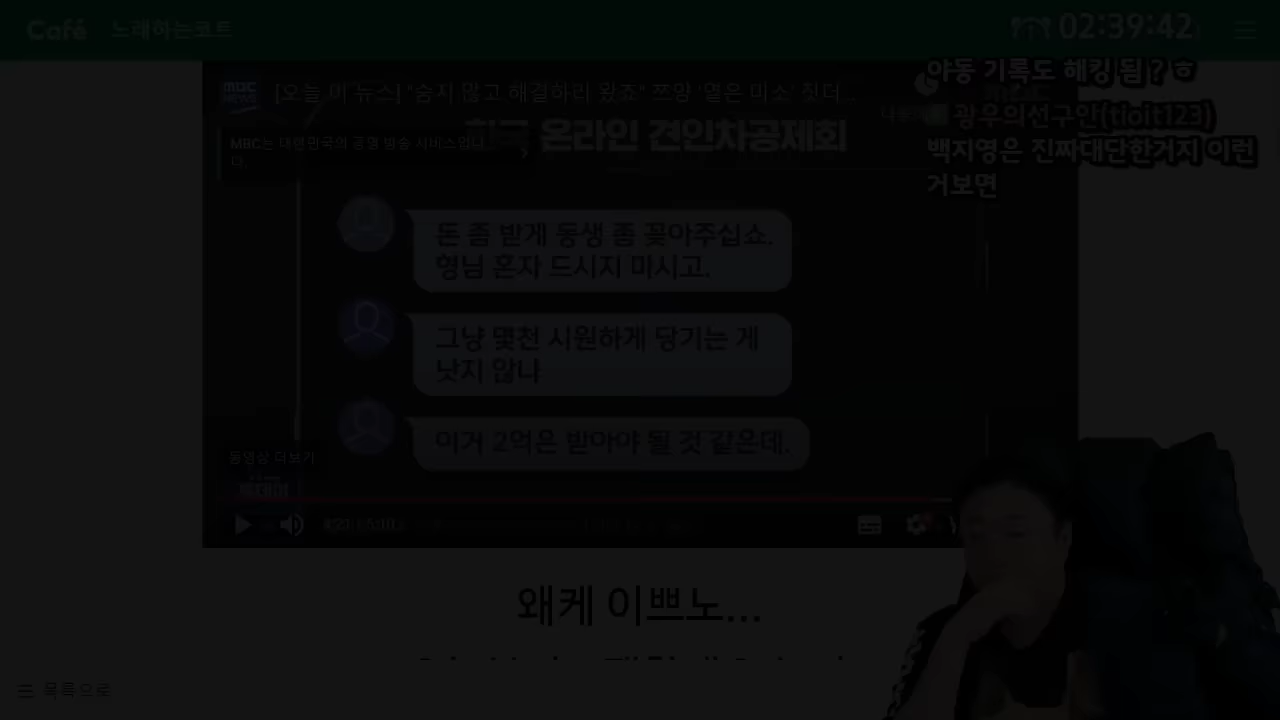 Café 노래하는코트
02:39:42
야동 기록도 해킹 됨 ? ㅎ
광우의선구안(tioit123)
백지영은 진짜대단한거지 이런
거보면
MBC NEWS
[오늘 이 뉴스] "숨지 않고 해결하려 왔죠" 쯔양 '옅은 미소' 짓더...
MBC는 대한민국의 공영 방송 서비스입니
다.
한국 온라인 견인차공제회
돈 좀 받게 동생 좀 꽂아주십쇼.
형님 혼자 드시지 마시고.
그냥 몇천 시원하게 당기는 게
낫지 않나
이거 2억은 받아야 될 것 같은데.
동영상 더보기
투데이
왜케 이쁘노...
목록으로